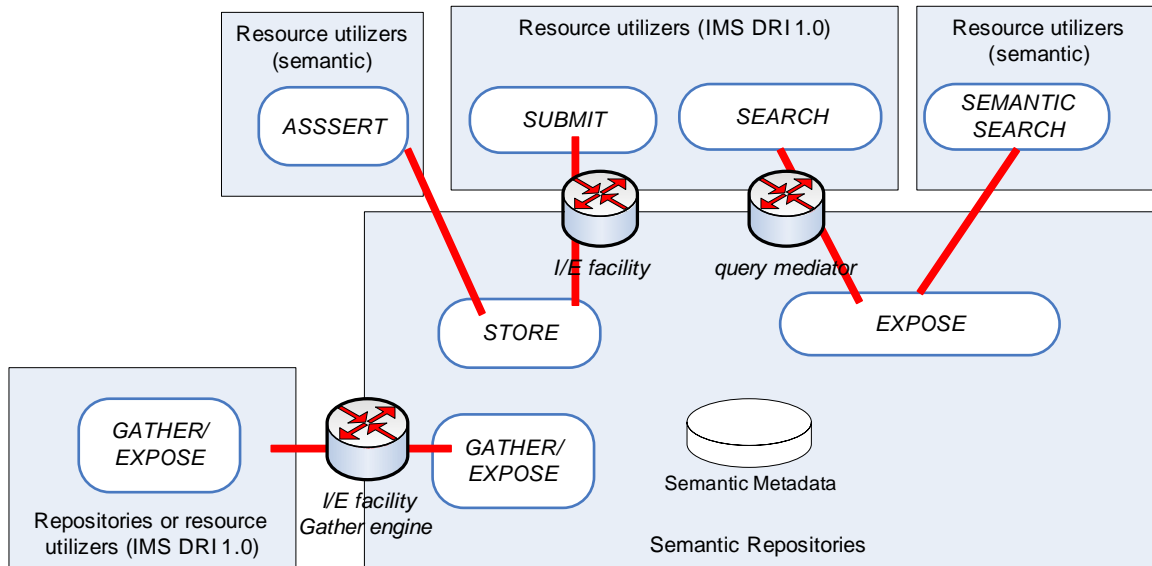 Resource utilizers
(semantic)
ASSSERT
Resource utilizers (IMS DRI 1.0)
SUBMIT
SEARCH
Resource utilizers
(semantic)
SEMANTIC
SEARCH
I/E facility
query mediator
STORE
EXPOSE
GATHER/
EXPOSE
Repositories or resource
utilizers (IMS DRI 1.0)
I/E facility
Gather engine
GATHER/
EXPOSE
Semantic Metadata
Semantic Repositories